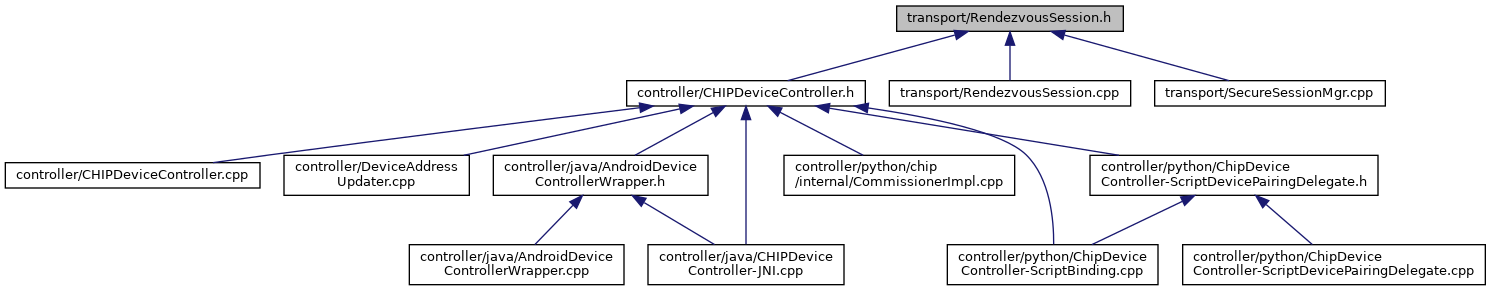 transport/RendezvousSession.h
controller/CHIPDeviceController.h
transport/RendezvousSession.cpp
transport/SecureSessionMgr.cpp
controller/CHIPDeviceController.cpp
controller/DeviceAddress
Updater.cpp
controller/java/AndroidDevice
ControllerWrapper.h
controller/python/chip
/internal/CommissionerImpl.cpp
controller/python/ChipDevice
Controller-ScriptDevicePairingDelegate.h
controller/java/AndroidDevice
ControllerWrapper.cpp
controller/java/CHIPDevice
Controller-JNI.cpp
controller/python/ChipDevice
Controller-ScriptBinding.cpp
controller/python/ChipDevice
Controller-ScriptDevicePairingDelegate.cpp